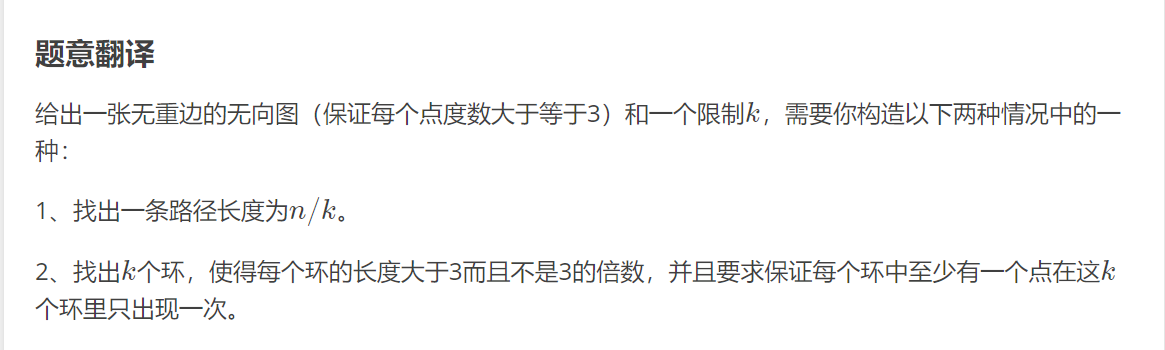 题意翻译
给出一张无重边的无向图（保证每个点度数大于等于3）和一个限制k，需要你构造以下两种情况中的一
种：
1、找出一条路径长度为n/k。
2、找出k个环，使得每个环的长度大于3而且不是3的倍数，并且要求保证每个环中至少有一个点在这k
个环里只出现一次。